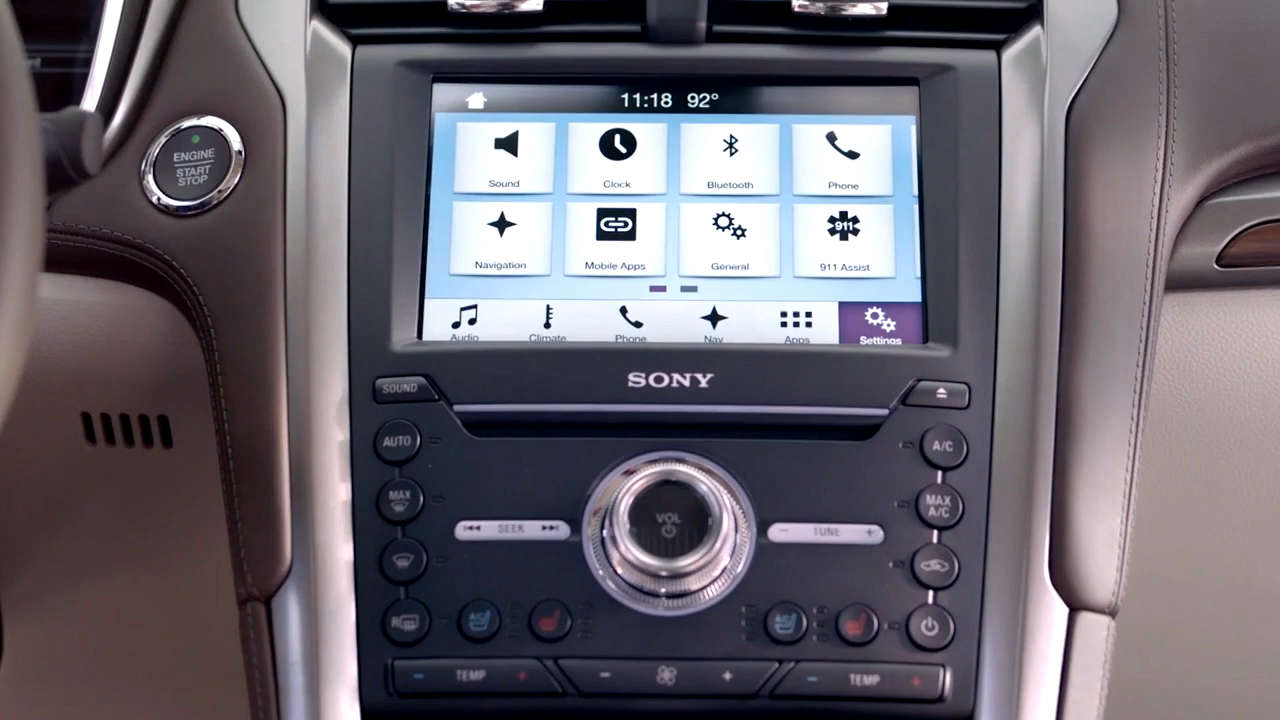 11:18 92°
ENGINE
START
STOP
Sound Clock Bluetooth Phone
911
Navigation Mobile Apps General 911 Assist
Audio Climate Phone Nav Apps Settings
SONY
SOUND
AUTO A/C
MAX
MAX
A/C
VOL
SEEK - TUNE +
R
A/C A/C
- TEMP + - + - TEMP +